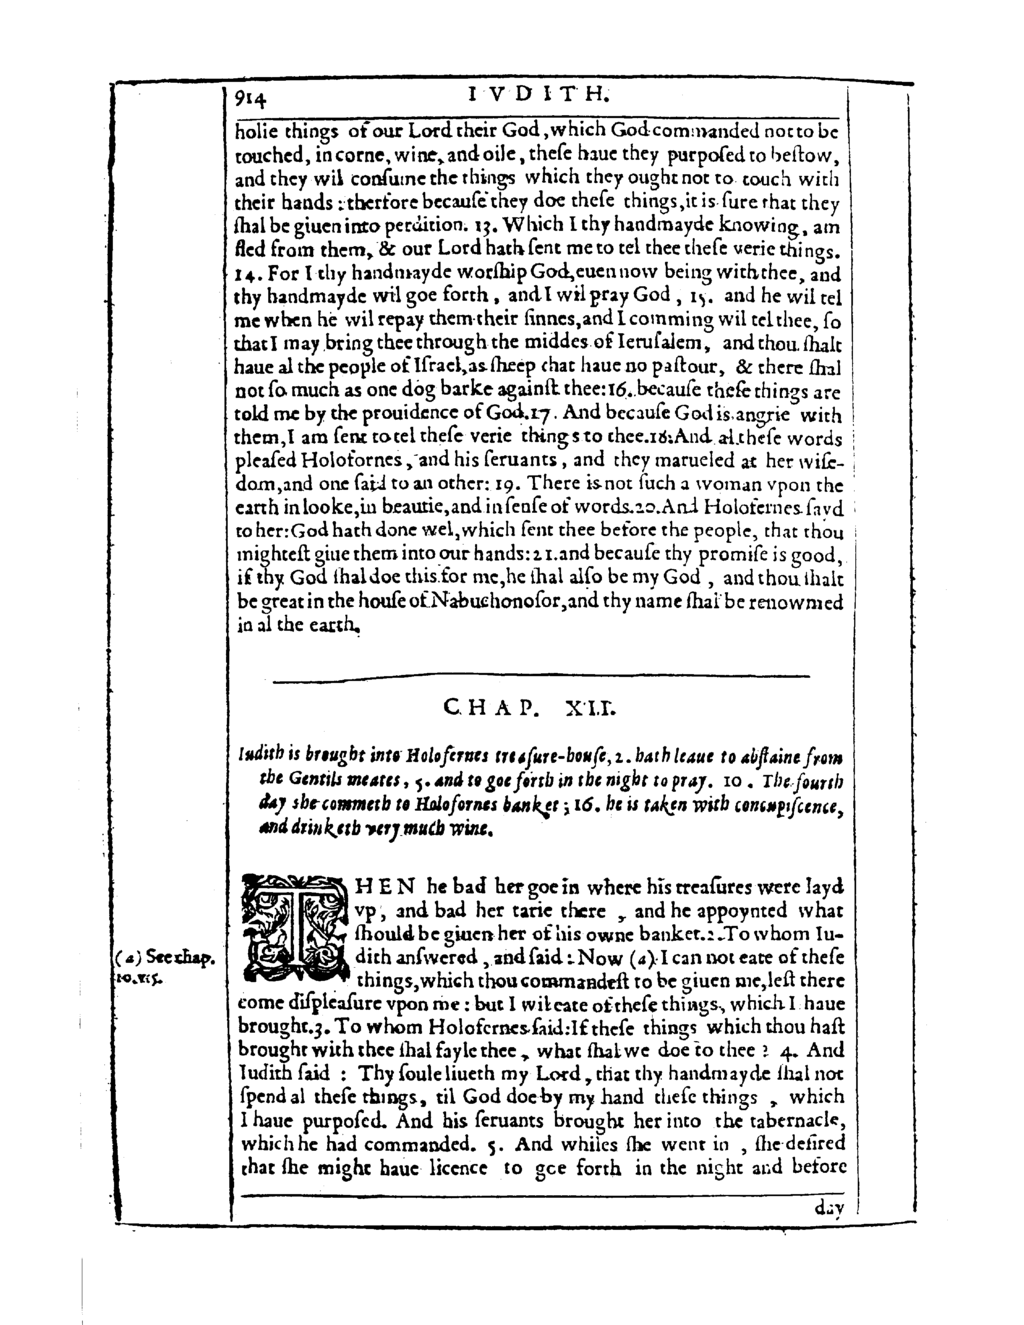 914 IVDITH.
holie things of our Lord their God, which God commanded not to be
touched, in corne, wine, and oile, theſe haue they purpoſed to beſtow,
and they wil conſume the things which they ought not to touch with
their hands : therfore becauſe they doe theſe things, it is ſure that they
ſhal be giuen into perdition. 13. Which I thy handmayde knowing, am
fled from them, & our Lord hath ſent me to tel thee theſe verie things.
14. For I thy handmayde worſhip God, euen now being with thee, and
thy handmayde wil goe forth, and I wil pray God, 15. and he wil tel
me when he wil repay them their ſinnes, and I comming wil tel thee, ſo
that I may bring thee through the middes of Ieruſalem, and thou ſhalt
haue al the people of Iſrael, as ſheep that haue no paſtour, & there ſhal
not ſo much as one dog barke againſt thee: 16. becauſe theſe things are
told me by the prouidence of God. 17. And becauſe God is angrie with
them, I am ſent to tel theſe verie things to thee. 18. And al theſe words
pleaſed Holofornes, and his ſeruants, and they marueled at her wiſe-
dom, and one ſaid to an other: 19. There is not ſuch a woman vpon the
earth in looke, in beautie, and in ſenſe of words. 20. And Holofernes ſayd
to her: God hath done wel, which ſent thee before the people, that thou
mighteſt giue them into our hands: 21. and becauſe thy promiſe is good,
if thy God ſhal doe this for me, he ſhal alſo be my God, and thou ſhalt
be great in the houſe of Nabuchonoſor, and thy name ſhal be renowmed
in al the earth.
CHAP. XII.
Iudith is brought into Holofernes treaſure-houſe, 2. hath leaue to abſtaine from
the Gentils meates, 5. and to goe forth in the night to pray. 10. The fourth
day she commeth to Holofornes banket; 16. he is taken with concupiſcence,
and drinketh very much wine.
THEN he bad her goe in where his treaſures were layd
vp, and bad her tarie there, and he appoynted what
ſhould be giuen her of his owne banket. 2. To whom Iu-
dith anſwered, and ſaid : Now (a) I can not eate of theſe
(a) See chap.
things, which thou commandeſt to be giuen me, leſt there
10. v. 5.
come diſpleaſure vpon me : but I wil eate of theſe things, which I haue
brought. 3. To whom Holofernes ſaid: If theſe things which thou haſt
brought with thee ſhal fayle thee, what ſhal we doe to thee ? 4. And
Iudith ſaid : Thy ſoule liueth my Lord, that thy handmayde ſhal not
ſpend al theſe things, til God doe by my hand theſe things, which
I haue purpoſed. And his ſeruants brought her into the tabernacle,
which he had commanded. 5. And whiles ſhe went in, ſhe deſired
that ſhe might haue licence to goe forth in the night and before
day